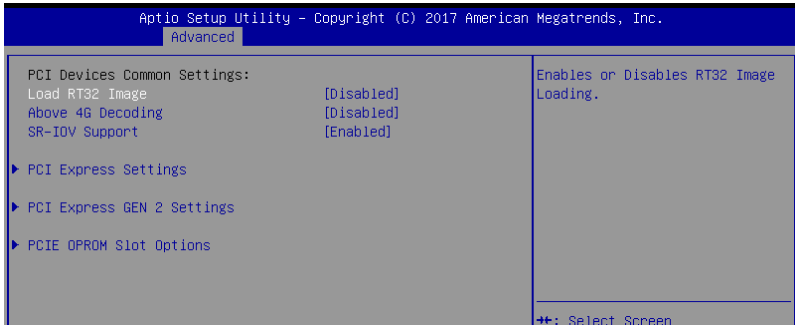 Aptio Setup Utility – Copyright (C) 2017 American Megatrends, Inc.
Advanced
PCI Devices Common Settings:
Load RT32 Image [Disabled]
Above 4G Decoding [Disabled]
SR-IOV Support [Enabled]
PCI Express Settings
PCI Express GEN 2 Settings
PCIE OPROM Slot Options
Enables or Disables RT32 Image
Loading.
→←: Select Screen